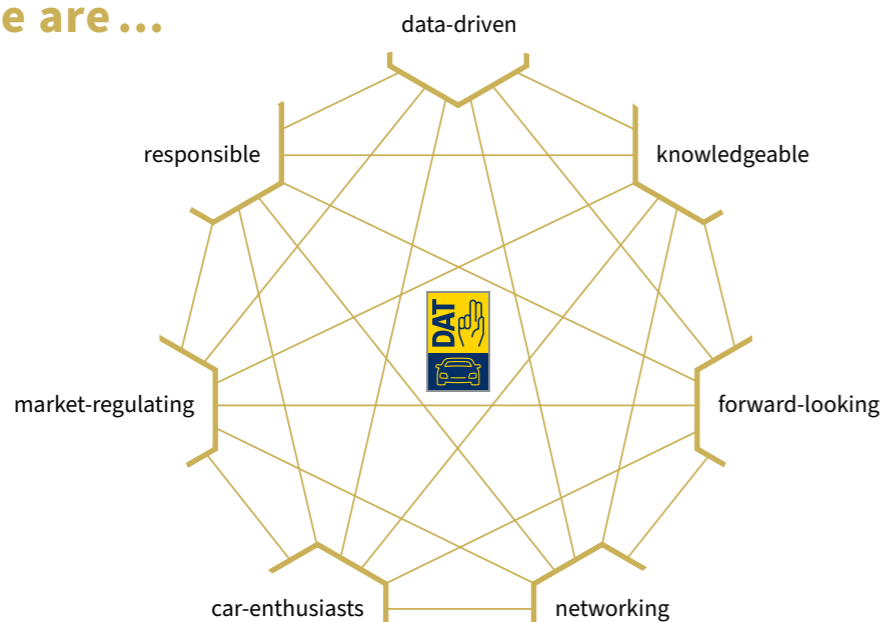 e are ...
data-driven
responsible
knowledgeable
DAT
market-regulating
forward-looking
car-enthusiasts
networking